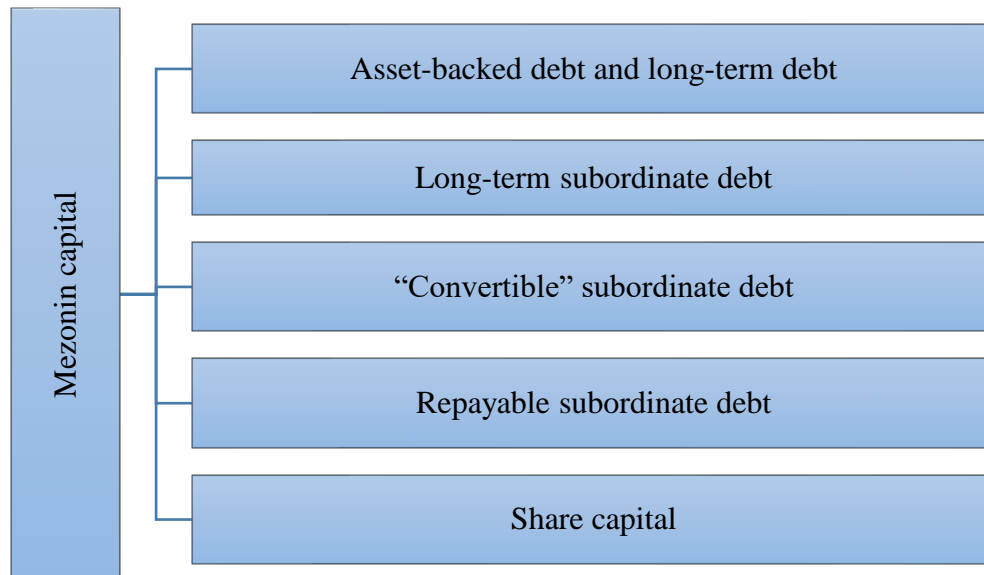 Mezonin capital
Asset-backed debt and long-term debt
Long-term subordinate debt
“Convertible” subordinate debt
Repayable subordinate debt
Share capital